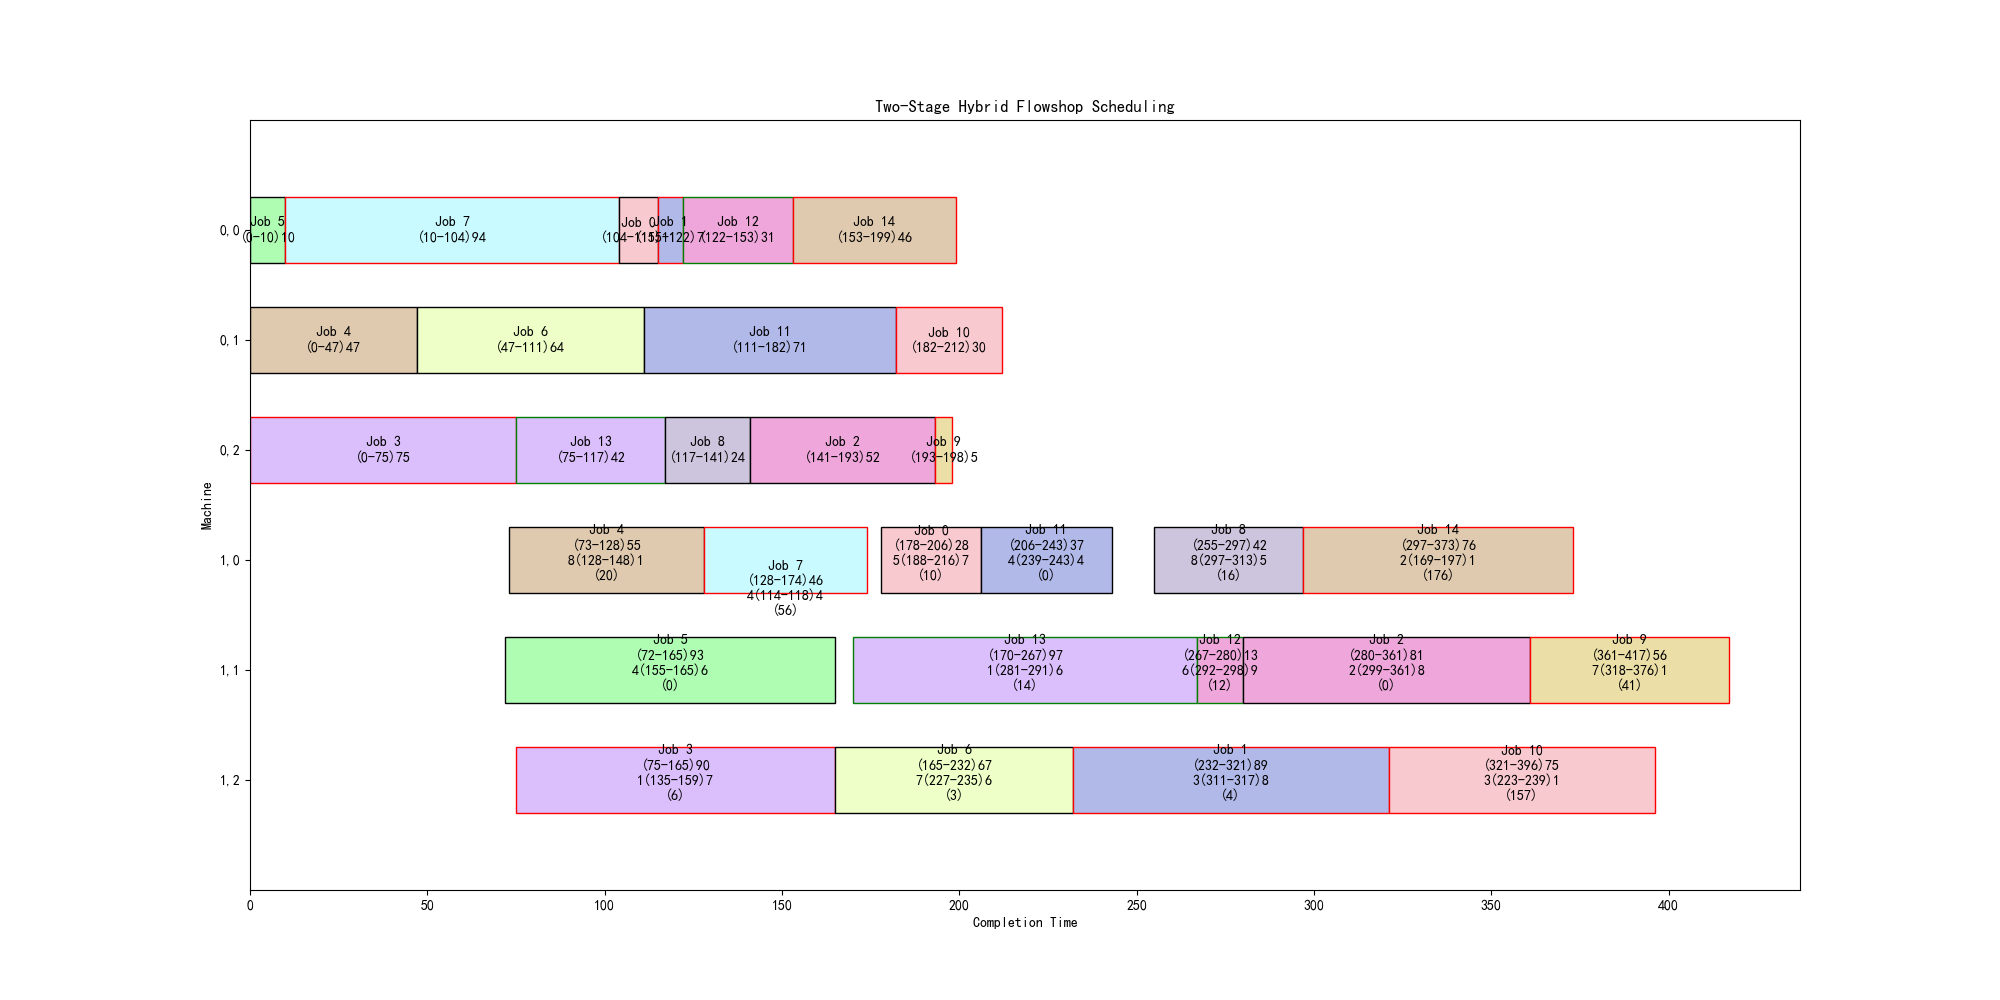 Two-Stage Hybrid Flowshop Scheduling
0,0
Job 5
(0-10)10
Job 7
(10-104)94
Job 0
Job 1
Job 12
(122-153)31
Job 14
(153-199)46
0,1
Job 4
(0-47)47
Job 6
(47-111)64
Job 11
(111-182)71
Job 10
(182-212)30
0,2
Job 3
(0-75)75
Job 13
(75-117)42
Job 8
(117-141)24
Job 2
(141-193)52
Job 9
(193-198)5
Machine
1,0
Job 4
(73-128)55
8(128-148)1
(20)
Job 7
(128-174)46
4(114-118)4
(56)
Job 0
(178-206)28
5(188-216)7
(10)
Job 11
(206-243)37
4(239-243)4
(0)
Job 8
(255-297)42
8(297-313)5
(16)
Job 14
(297-373)76
2(169-197)1
(176)
1,1
Job 5
(72-165)93
4(155-165)6
(0)
Job 13
(170-267)97
1(281-291)6
(14)
Job 12
(267-280)13
6(292-298)9
(12)
Job 2
(280-361)81
2(299-361)8
(0)
Job 9
(361-417)56
7(318-376)1
(41)
1,2
Job 3
(75-165)90
1(135-159)7
(6)
Job 6
(165-232)67
7(227-235)6
(3)
Job 1
(232-321)89
3(311-317)8
(4)
Job 10
(321-396)75
3(223-239)1
(157)
0
50
100
150
200
250
300
350
400
Completion Time